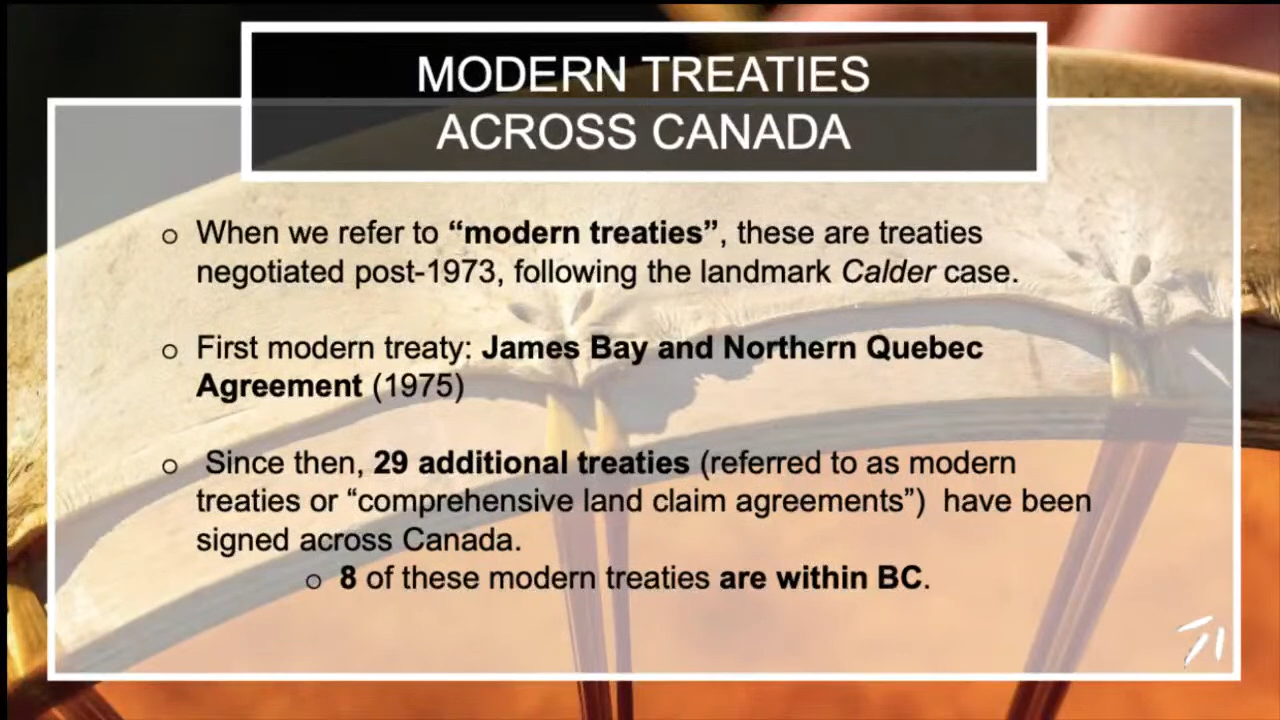 MODERN TREATIES
ACROSS CANADA
○ When we refer to “modern treaties”, these are treaties
negotiated post-1973, following the landmark Calder case.
○ First modern treaty: James Bay and Northern Quebec
Agreement (1975)
○ Since then, 29 additional treaties (referred to as modern
treaties or “comprehensive land claim agreements”) have been
signed across Canada.
○ 8 of these modern treaties are within BC.